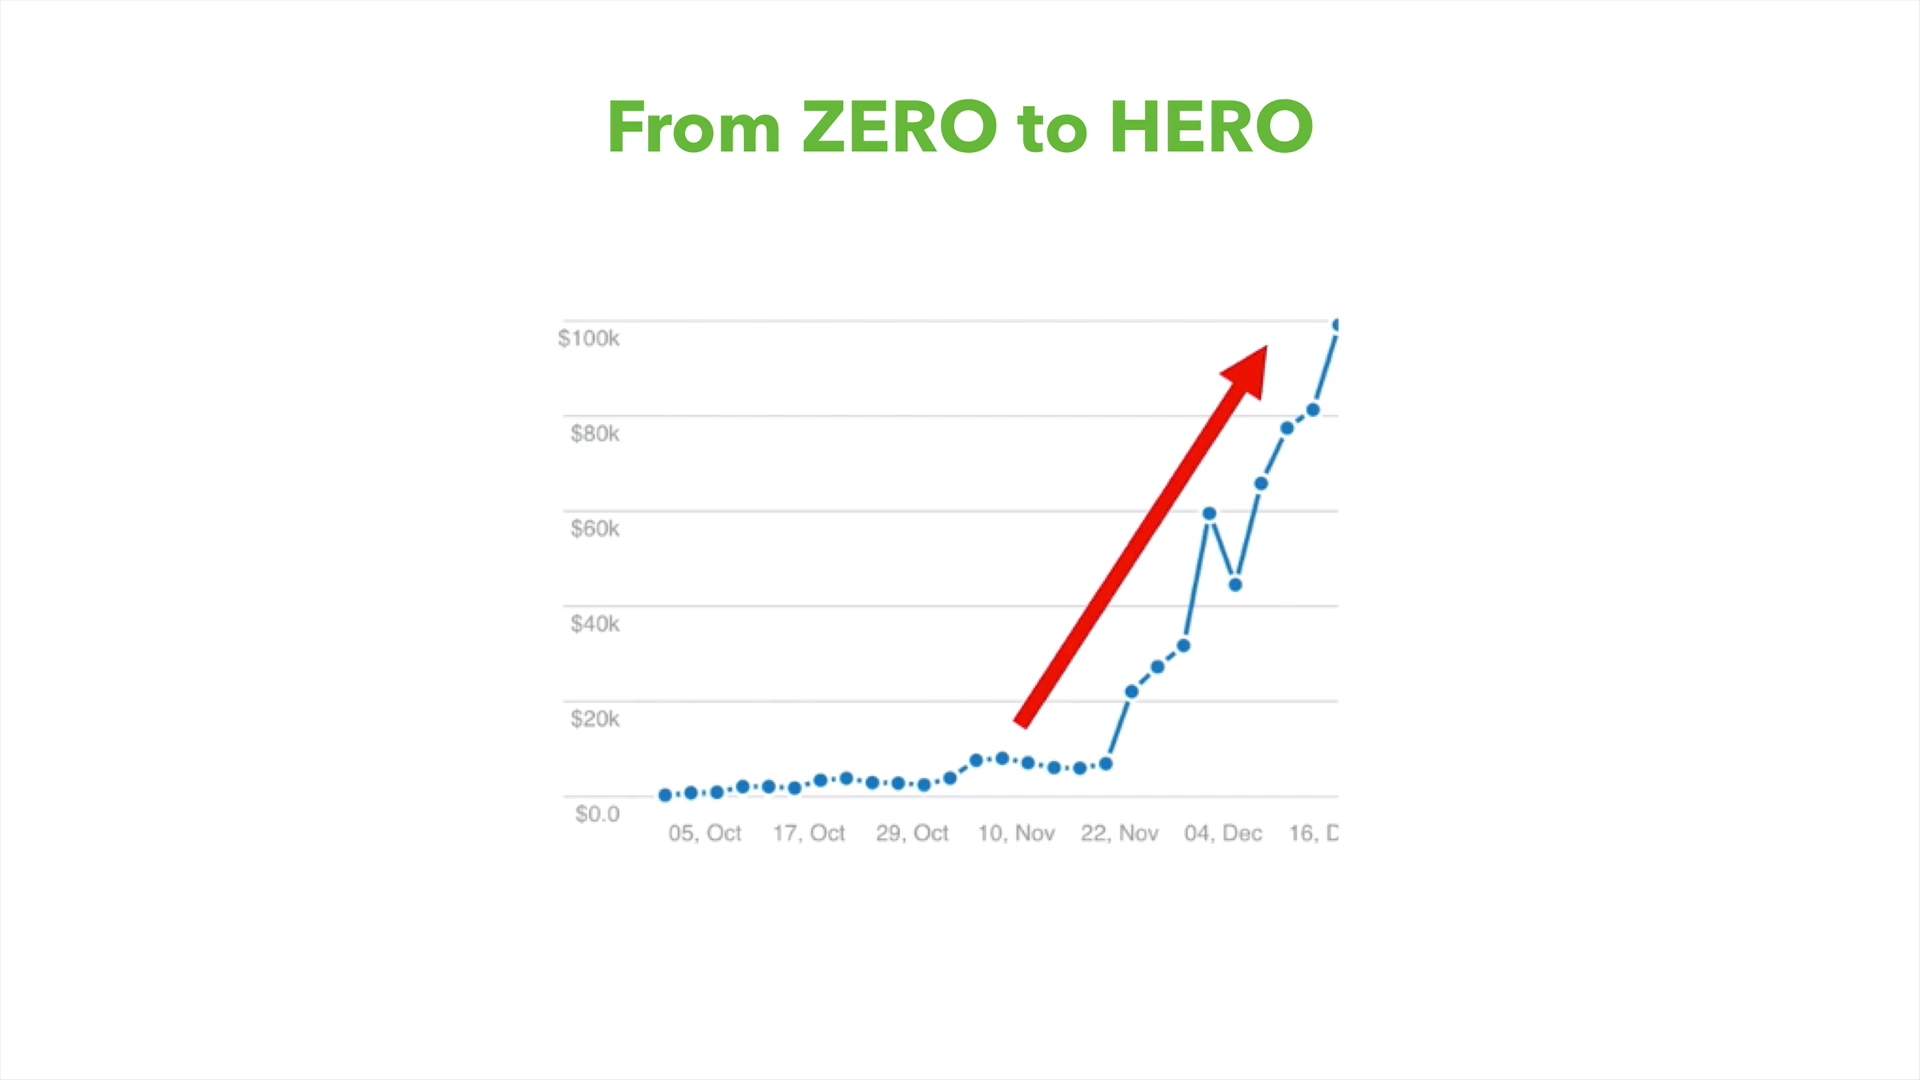 From ZERO to HERO
$100k
$80k
$60k
$40k
$20k
$0.0
05, Oct 17, Oct 29, Oct 10, Nov 22, Nov 04, Dec 16, D